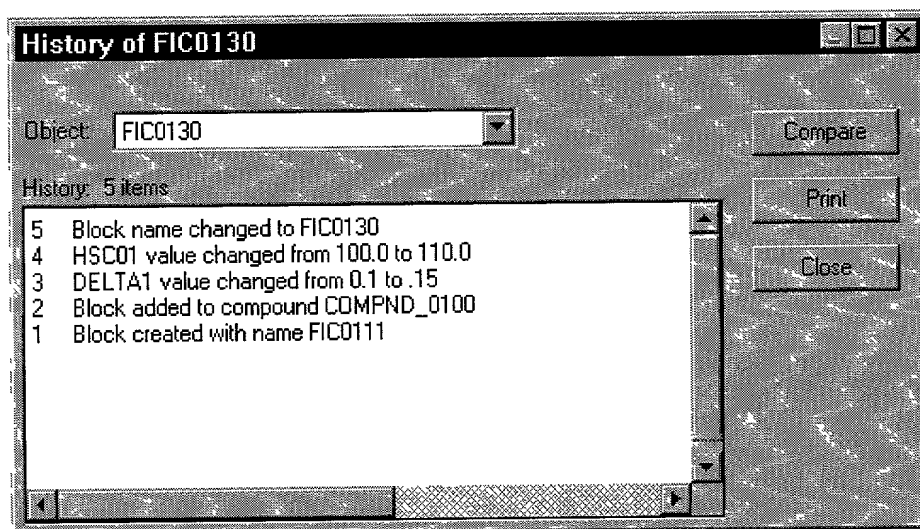 History of FIC0130
Object: FIC0130
Compare
History: 5 items
Print
5 Block name changed to FIC0130
4 HSC01 value changed from 100.0 to 110.0
Close
3 DELTA1 value changed from 0.1 to .15
2 Block added to compound COMPND_0100
1 Block created with name FIC0111